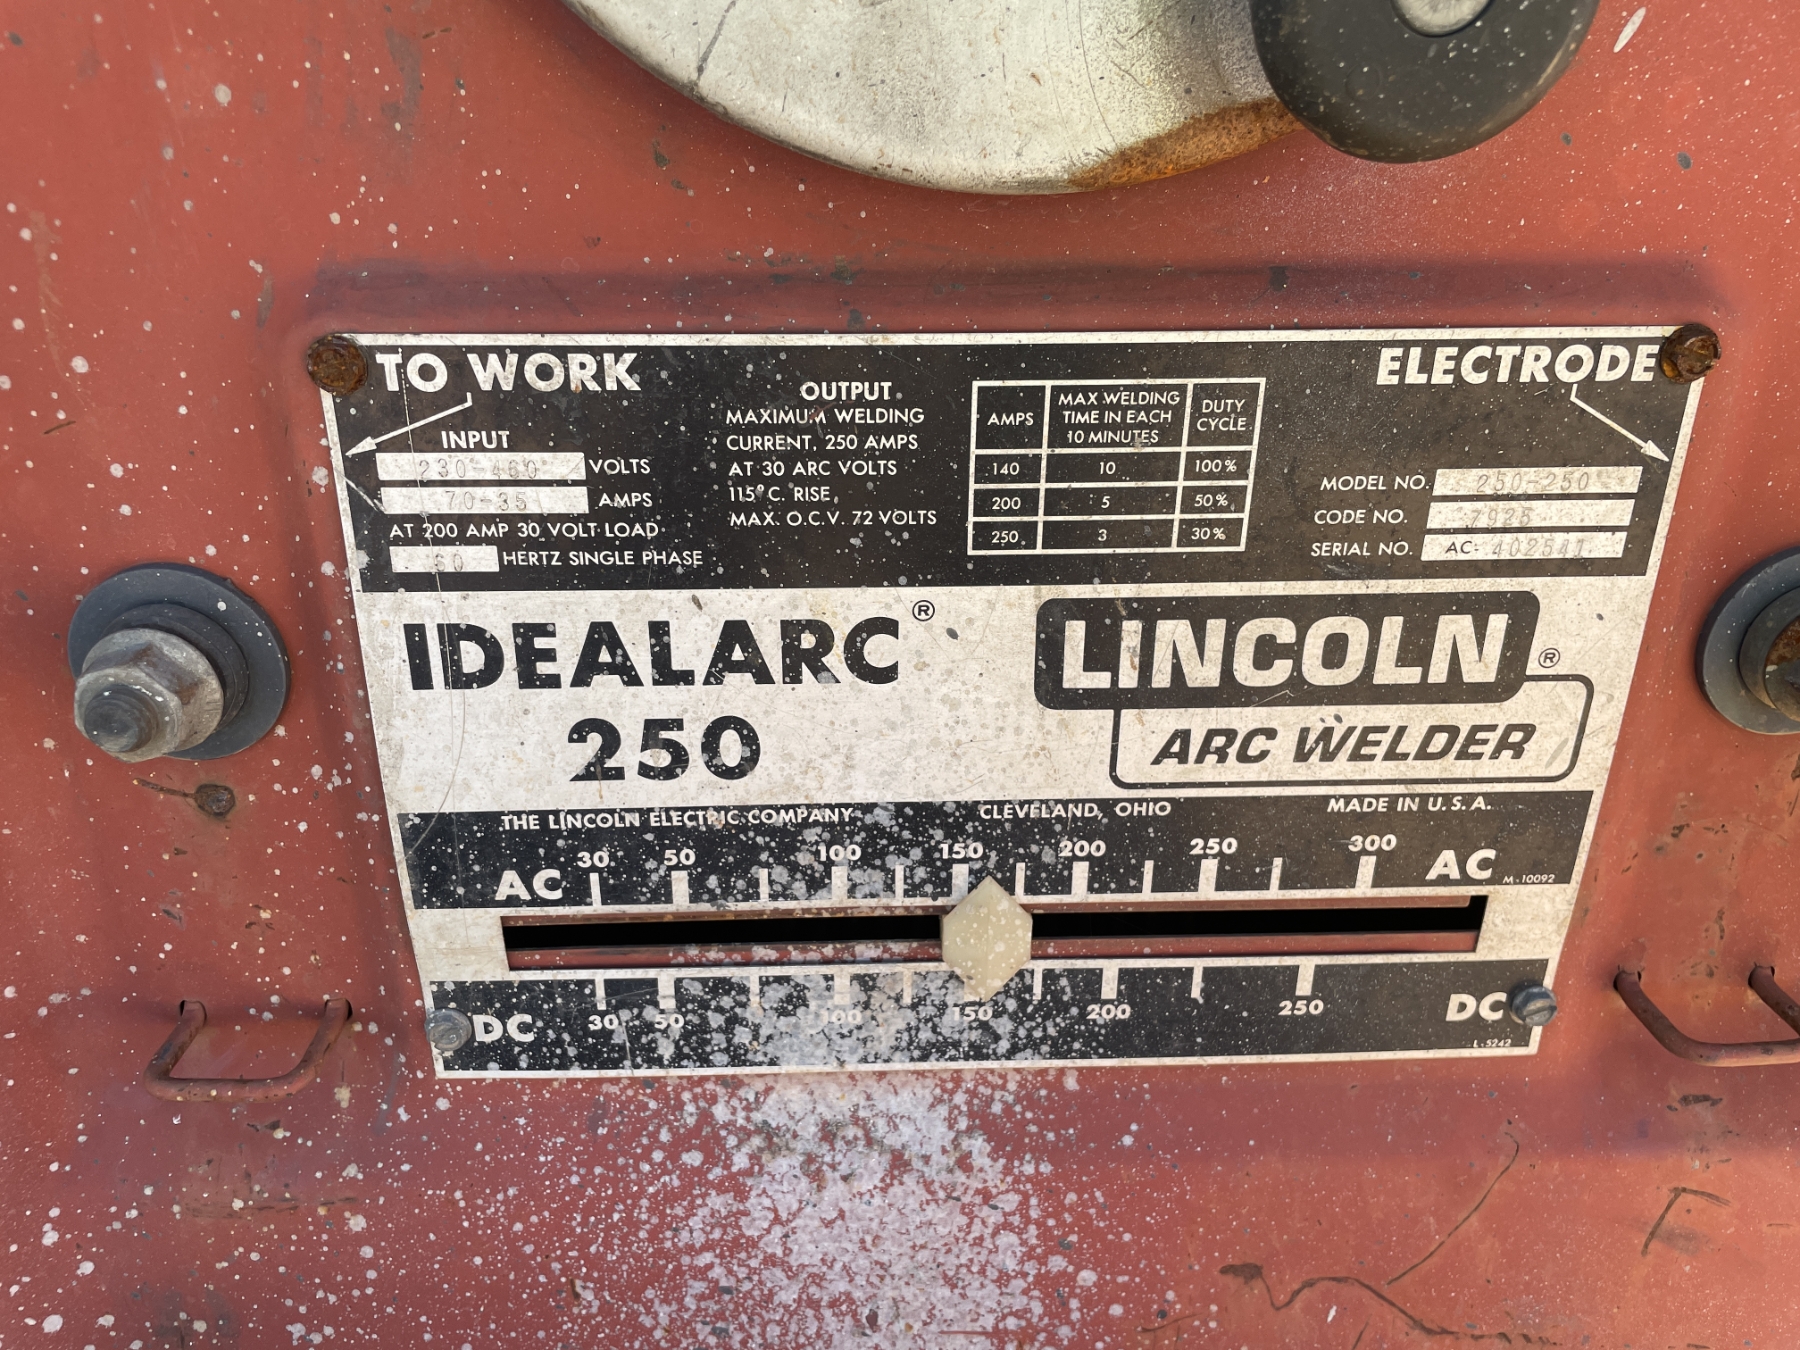 TO WORK
ELECTRODE
INPUT
230-460 VOLTS
70-35 AMPS
AT 200 AMP 30 VOLT LOAD
60 HERTZ SINGLE PHASE
OUTPUT
MAXIMUM WELDING
CURRENT, 250 AMPS
AT 30 ARC VOLTS
115°C. RISE,
MAX. O.C.V. 72 VOLTS
AMPS MAX WELDING TIME IN EACH 10 MINUTES DUTY CYCLE
140 10 100%
200 5 50%
250 3 30%
MODEL NO. 250-250
CODE NO. 7925
SERIAL NO. AC- 402541
IDEALARC®
250
LINCOLN®
ARC WELDER
THE LINCOLN ELECTRIC COMPANY CLEVELAND, OHIO MADE IN U.S.A.
30 50 100 150 200 250 300
AC AC
M-10092
DC 30 50 100 150 200 250 DC
L-5242